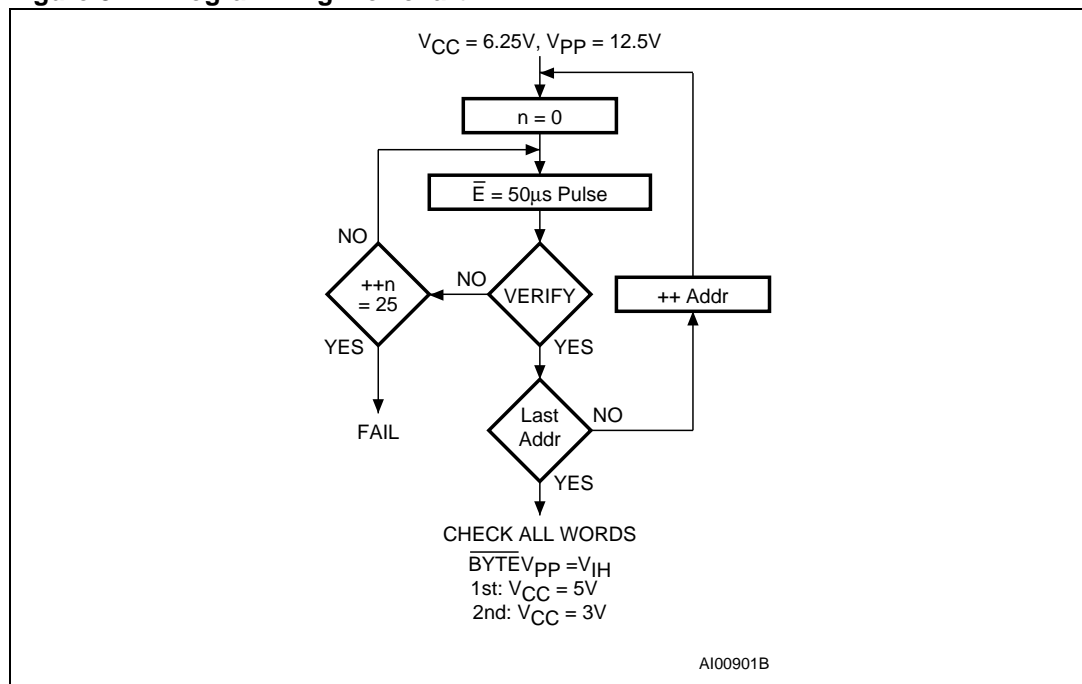 VCC = 6.25V, VPP = 12.5V
n = 0
E̅ = 50μs Pulse
NO
++n
= 25
NO
VERIFY
++ Addr
YES
YES
FAIL
Last
Addr
NO
YES
CHECK ALL WORDS
B̅Y̅T̅E̅VPP =VIH
1st: VCC = 5V
2nd: VCC = 3V
AI00901B